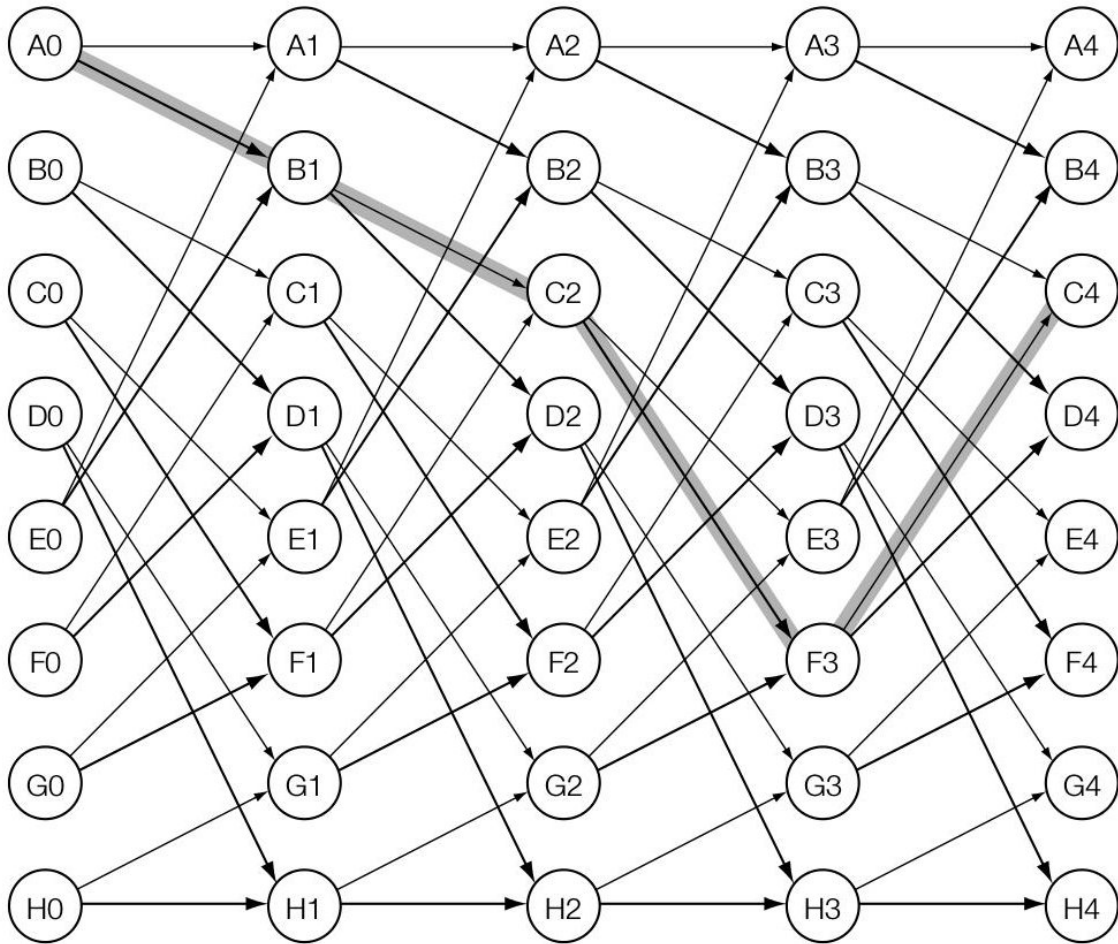 A0 A1 A2 A3 A4
B0 B1 B2 B3 B4
C0 C1 C2 C3 C4
D0 D1 D2 D3 D4
E0 E1 E2 E3 E4
F0 F1 F2 F3 F4
G0 G1 G2 G3 G4
H0 H1 H2 H3 H4